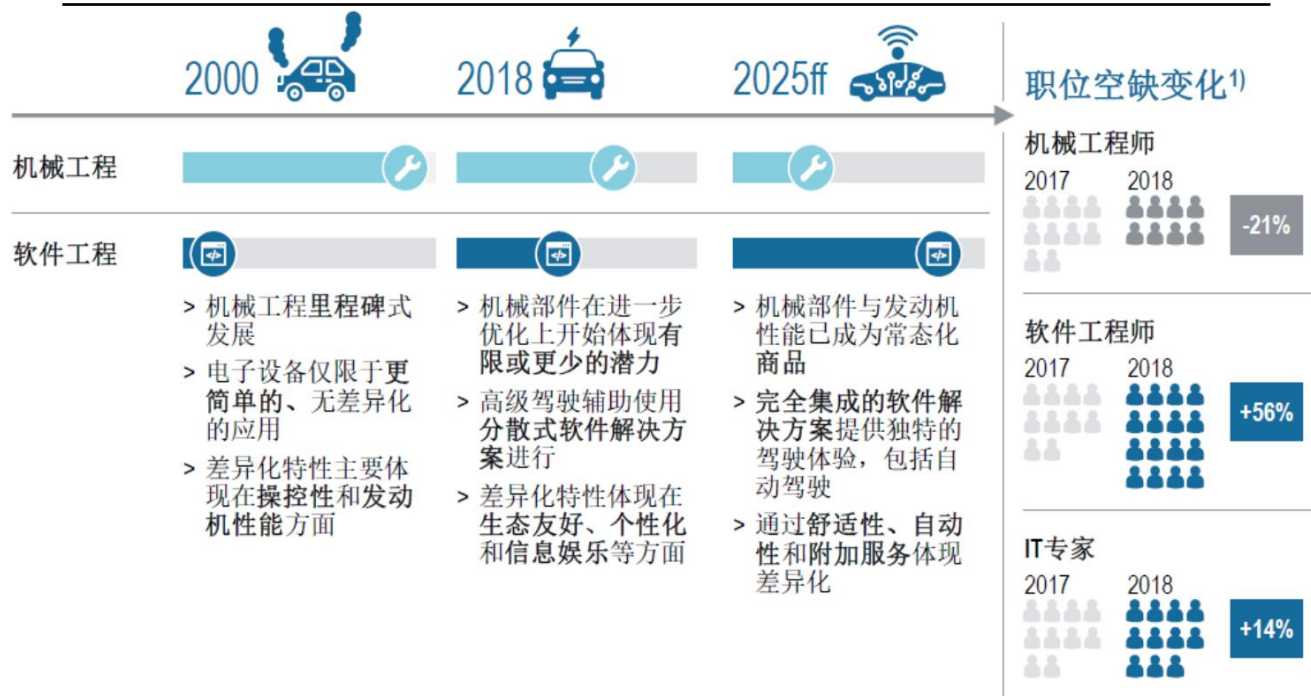 2000
2018
2025ff
职位空缺变化1)
机械工程
软件工程
> 机械工程里程碑式
发展
> 电子设备仅限于更
简单的、无差异化
的应用
> 差异化特性主要体
现在操控性和发动
机性能方面
> 机械部件在进一步
优化上开始体现有
限或更少的潜力
> 高级驾驶辅助使用
分散式软件解决方
案进行
> 差异化特性体现在
生态友好、个性化
和信息娱乐等方面
> 机械部件与发动机
性能已成为常态化
商品
> 完全集成的软件解
决方案提供独特的
驾驶体验，包括自
动驾驶
> 通过舒适性、自动
性和附加服务体现
差异化
机械工程师
2017 2018
-21%
软件工程师
2017 2018
+56%
IT专家
2017 2018
+14%